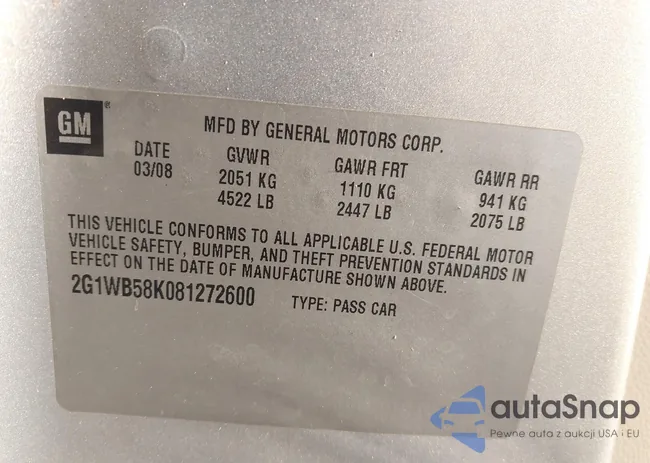 GM®
MFD BY GENERAL MOTORS CORP.
DATE GVWR GAWR FRT GAWR RR
03/08 2051 KG 1110 KG 941 KG
4522 LB 2447 LB 2075 LB
THIS VEHICLE CONFORMS TO ALL APPLICABLE U.S. FEDERAL MOTOR
VEHICLE SAFETY, BUMPER, AND THEFT PREVENTION STANDARDS IN
EFFECT ON THE DATE OF MANUFACTURE SHOWN ABOVE.
2G1WB58K081272600 TYPE: PASS CAR
autaSnap
Pewne auta z aukcji USA i EU